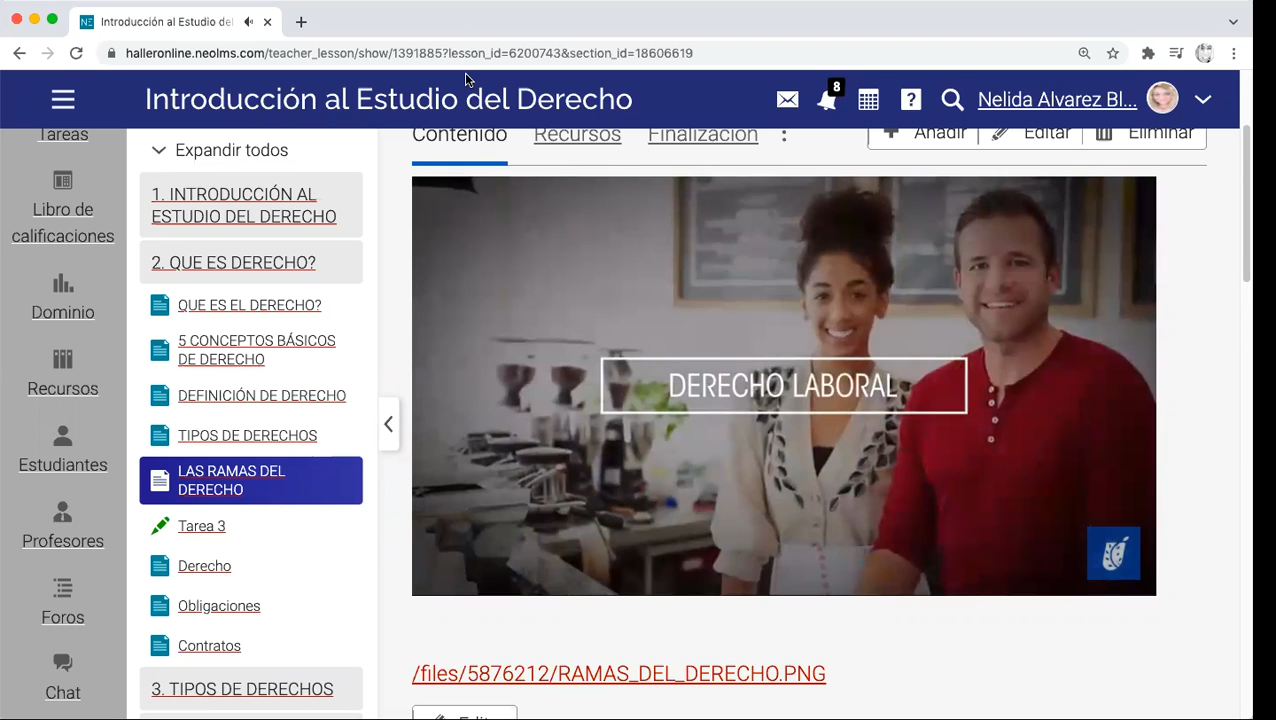 Introducción al Estudio del
halleronline.neolms.com/teacher_lesson/show/1391885?lesson_id=6200743&section_id=18606619
Introducción al Estudio del Derecho
8
?
Nelida Alvarez Bl...
Tareas
Libro de
calificaciones
Dominio
Recursos
Estudiantes
Profesores
Foros
Chat
Expandir todos
1. INTRODUCCIÓN AL
ESTUDIO DEL DERECHO
2. QUE ES DERECHO?
QUE ES EL DERECHO?
5 CONCEPTOS BÁSICOS
DE DERECHO
DEFINICIÓN DE DERECHO
TIPOS DE DERECHOS
LAS RAMAS DEL
DERECHO
Tarea 3
Derecho
Obligaciones
Contratos
3. TIPOS DE DERECHOS
Contenido Recursos Finalización
Añadir Editar Eliminar
DERECHO LABORAL
/files/5876212/RAMAS_DEL_DERECHO.PNG